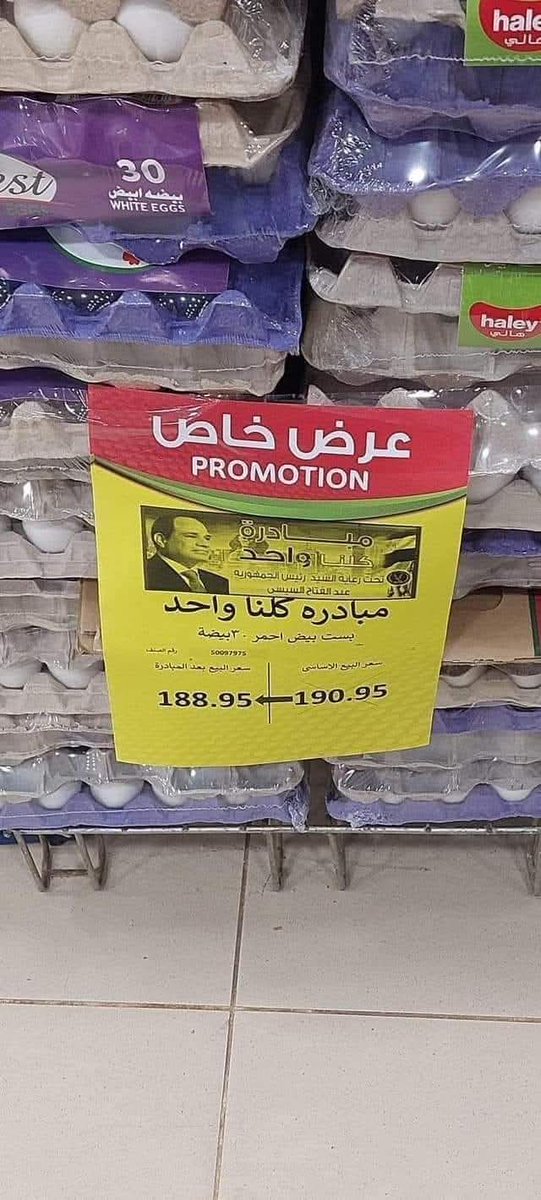 haley
هالي
est
30
بيضه ابيض
WHITE EGGS
haley
هالي
عرض خاص
PROMOTION
مبادرة
كلنا واحد
تحت رعاية السيد رئيس الجمهورية
عبد الفتاح السيسي
مبادره كلنا واحد
بست بيض احمر ٣٠بيضة
رقم الصنف 50097975
سعر البيع الاساسي سعر البيع بعد المبادرة
190.95 188.95